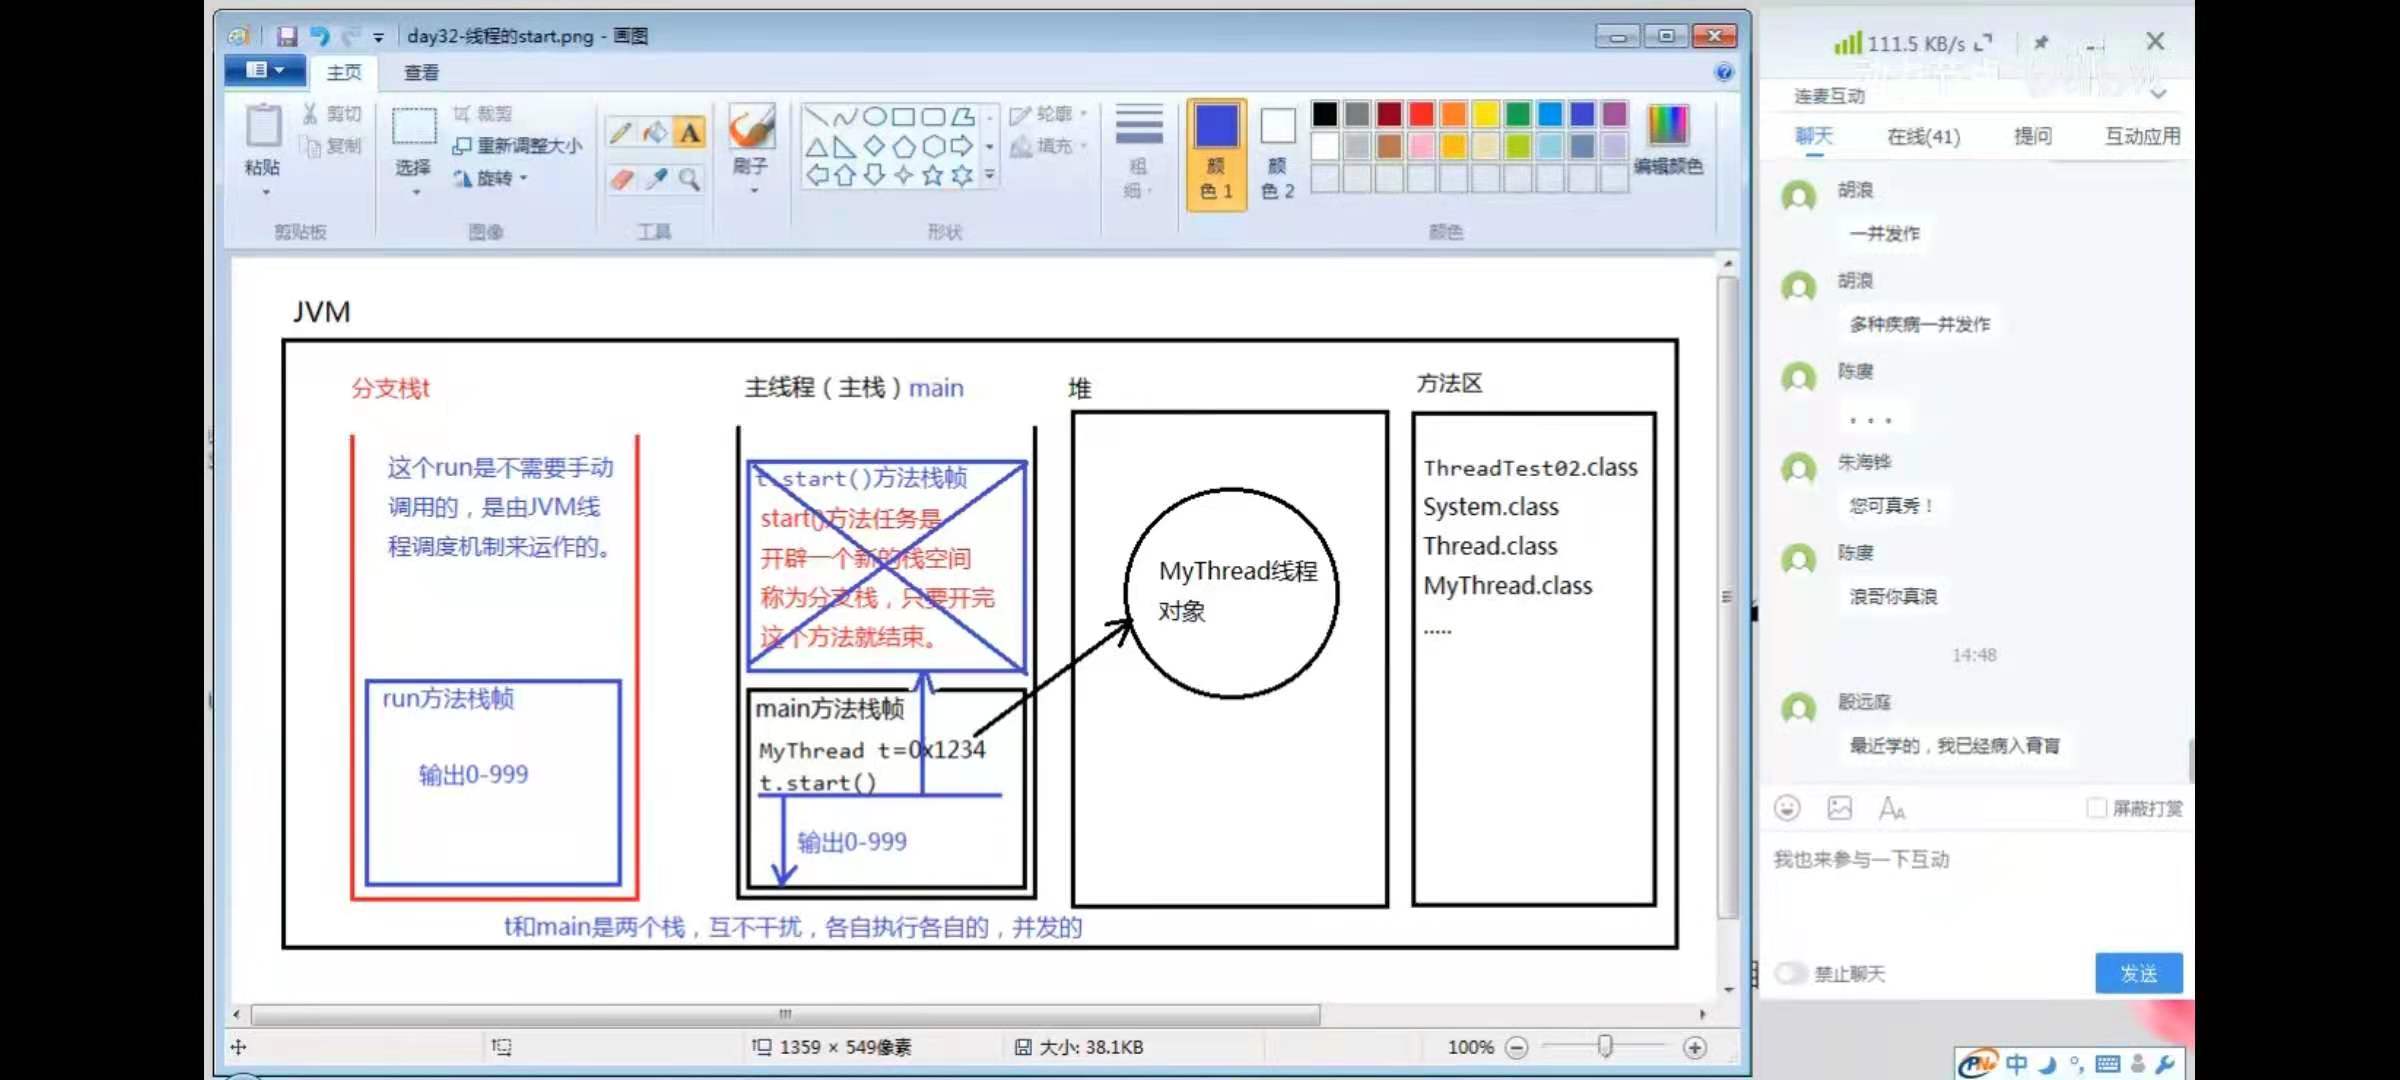 day32-线程的start.png - 画图
主页
查看
粘贴
剪切
复制
剪贴板
选择
裁剪
重新调整大小
旋转
图像
A
工具
刷子
形状
轮廓
填充
粗
细
颜
色 1
颜
色 2
编辑颜色
颜色
JVM
分支栈t
这个run是不需要手动
调用的，是由JVM线
程调度机制来运作的。
run方法栈帧
输出0-999
主线程（主栈）main
t.start()方法栈帧
start()方法任务是
开辟一个新的栈空间
称为分支栈，只要开完
这个方法就结束。
main方法栈帧
MyThread t=0x1234
t.start()
输出0-999
堆
MyThread线程
对象
方法区
ThreadTest02.class
System.class
Thread.class
MyThread.class
.....
t和main是两个栈，互不干扰，各自执行各自的，并发的
1359 × 549像素
大小: 38.1KB
100%
111.5 KB/s
连麦互动
聊天
在线(41)
提问
互动应用
胡浪
一并发作
胡浪
多种疾病一并发作
陈虔
。。。
朱海铧
您可真秀！
陈虔
浪哥你真浪
14:48
殷远庭
最近学的，我已经病入膏肓
屏蔽打赏
我也来参与一下互动
禁止聊天
发送
中